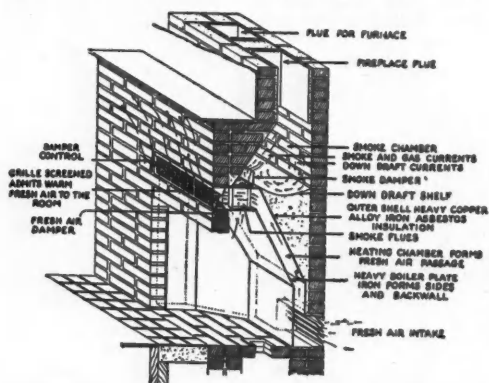 FLUE FOR FURNACE
FIREPLACE FLUE
DAMPER
CONTROL
GRILLE SCREENED
ADMITS WARM
FRESH AIR TO THE
ROOM
FRESH AIR
DAMPER
SMOKE CHAMBER
SMOKE AND GAS CURRENTS
DOWN DRAFT CURRENTS
SMOKE DAMPER
DOWN DRAFT SHELF
OUTER SHELL HEAVY COPPER
ALLOY IRON ASBESTOS
INSULATION
SMOKE FLUES
HEATING CHAMBER FORMS
FRESH AIR PASSAGE
HEAVY BOILER PLATE
IRON FORMS SIDES
AND BACKWALL
FRESH AIR INTAKE